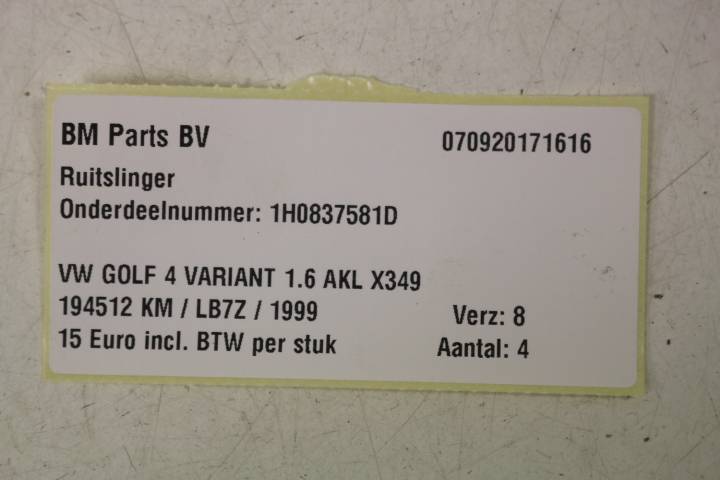 BM Parts BV 070920171616
Ruitslinger
Onderdeelnummer: 1H0837581D
VW GOLF 4 VARIANT 1.6 AKL X349
194512 KM / LB7Z / 1999 Verz: 8
15 Euro incl. BTW per stuk Aantal: 4